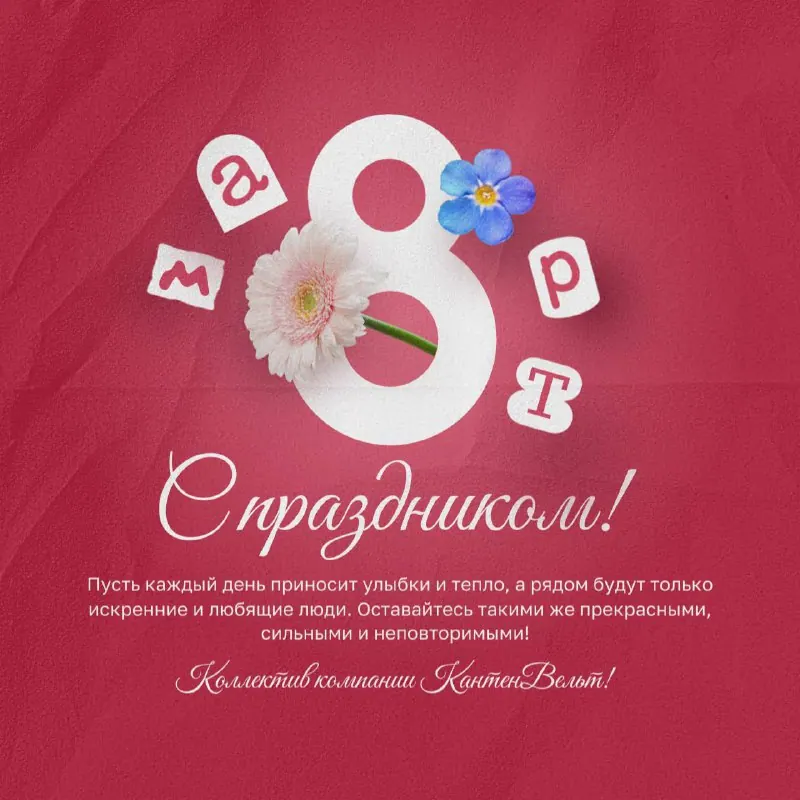 8
март
С праздником!
Пусть каждый день приносит улыбки и тепло, а рядом будут только
искренние и любящие люди. Оставайтесь такими же прекрасными,
сильными и неповторимыми!
Коллектив компании КантенВельт!